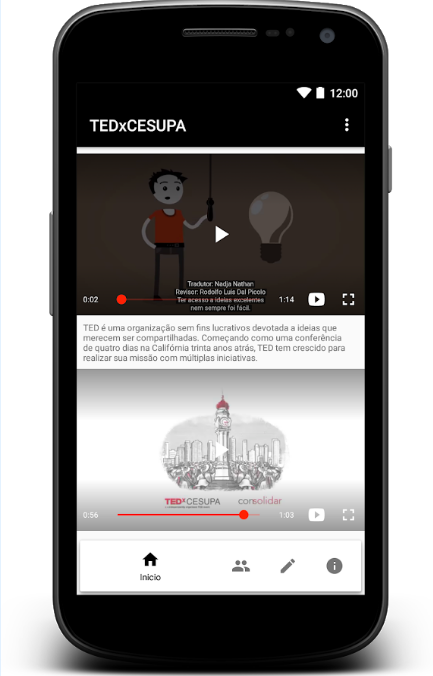 12:00
TEDxCESUPA
Tradutor: Nadja Nathan
Revisor: Rodolfo Luis Dal Picolo
Ter acesso a ideias excelentes
nem sempre foi fácil.
0:02
1:14
TED é uma organização sem fins lucrativos devotada a ideias que
merecem ser compartilhadas. Começando como uma conferência
de quatro dias na Califórnia trinta anos atrás, TED tem crescido para
realizar sua missão com múltiplas iniciativas.
TEDxCESUPA
consolidar
0:56
1:03
Início